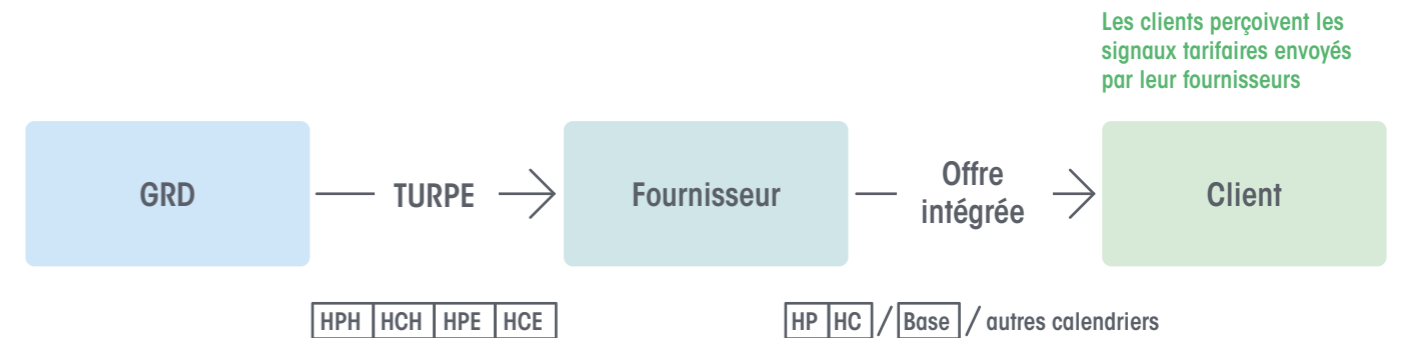 Les clients perçoivent les
signaux tarifaires envoyés
par leur fournisseurs
GRD
TURPE
Fournisseur
Offre
intégrée
Client
HPH HCH HPE HCE
HP HC / Base / autres calendriers